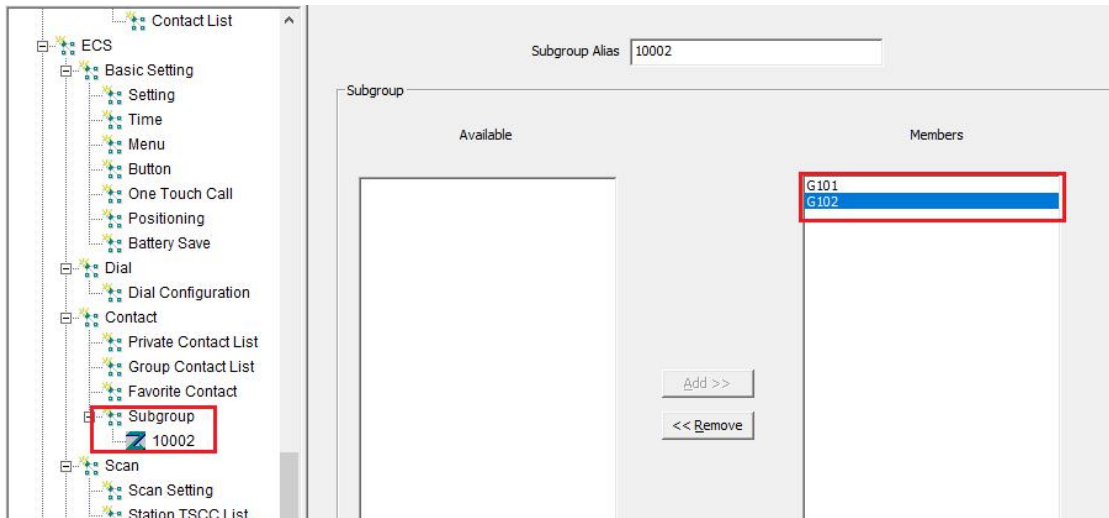 Contact List
ECS
Basic Setting
Setting
Time
Menu
Button
One Touch Call
Positioning
Battery Save
Dial
Dial Configuration
Contact
Private Contact List
Group Contact List
Favorite Contact
Subgroup
10002
Scan
Scan Setting
Station TSCC List
Subgroup Alias 10002
Subgroup
Available
Members
G101
G102
Add >>
<< Remove